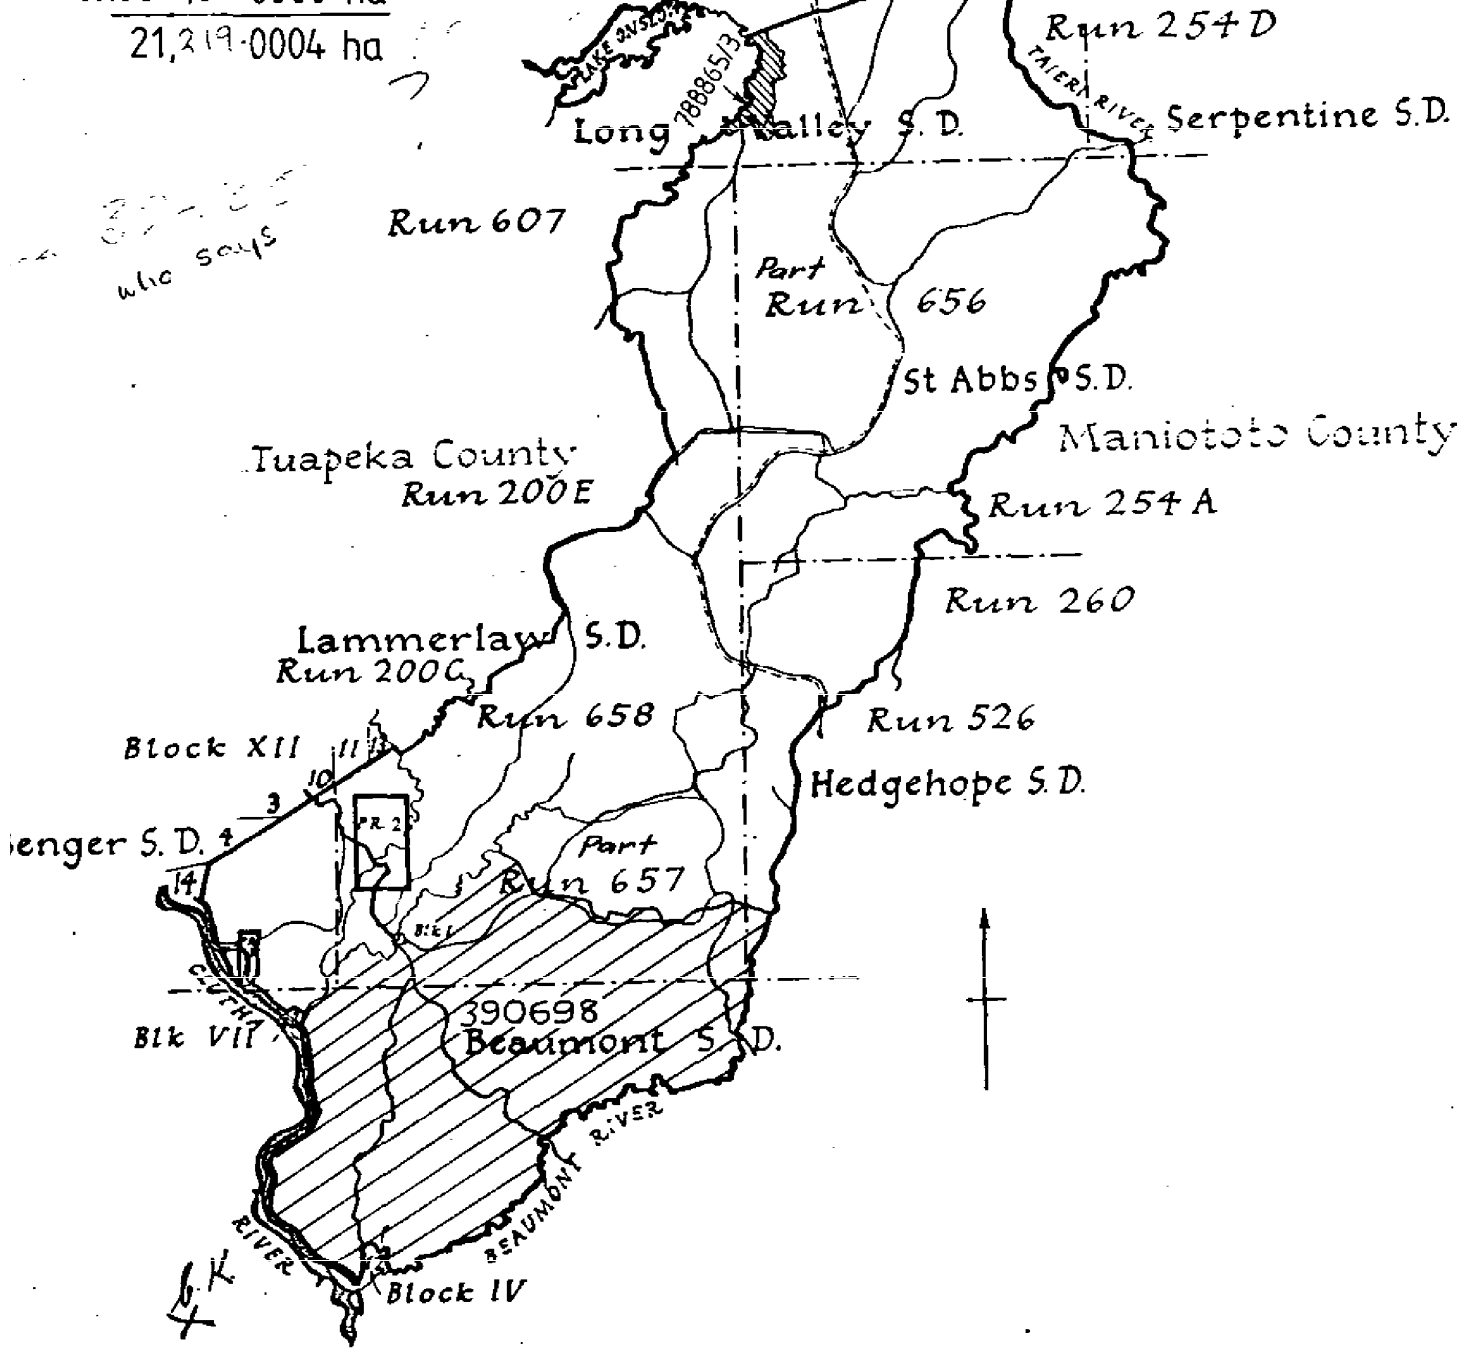 21,219·0004 ha
Run 254 D
LAKE ONSLOW
788865/3
TAIERI RIVER
Long Valley S. D.
Serpentine S.D.
Run 607
who says
Part
Run 656
St Abbs S.D.
Maniototo County
Tuapeka County
Run 200E
Run 254 A
Run 260
Lammerlaw S.D.
Run 200C
Run 658
Run 526
Block XII
11
10
3
4
Hedgehope S.D.
P.R. 2
enger S. D.
14
Part
Run 657
Blk I
CLUTHA
390698
Blk VII
Beaumont S. D.
BEAUMONT RIVER
RIVER
Block IV